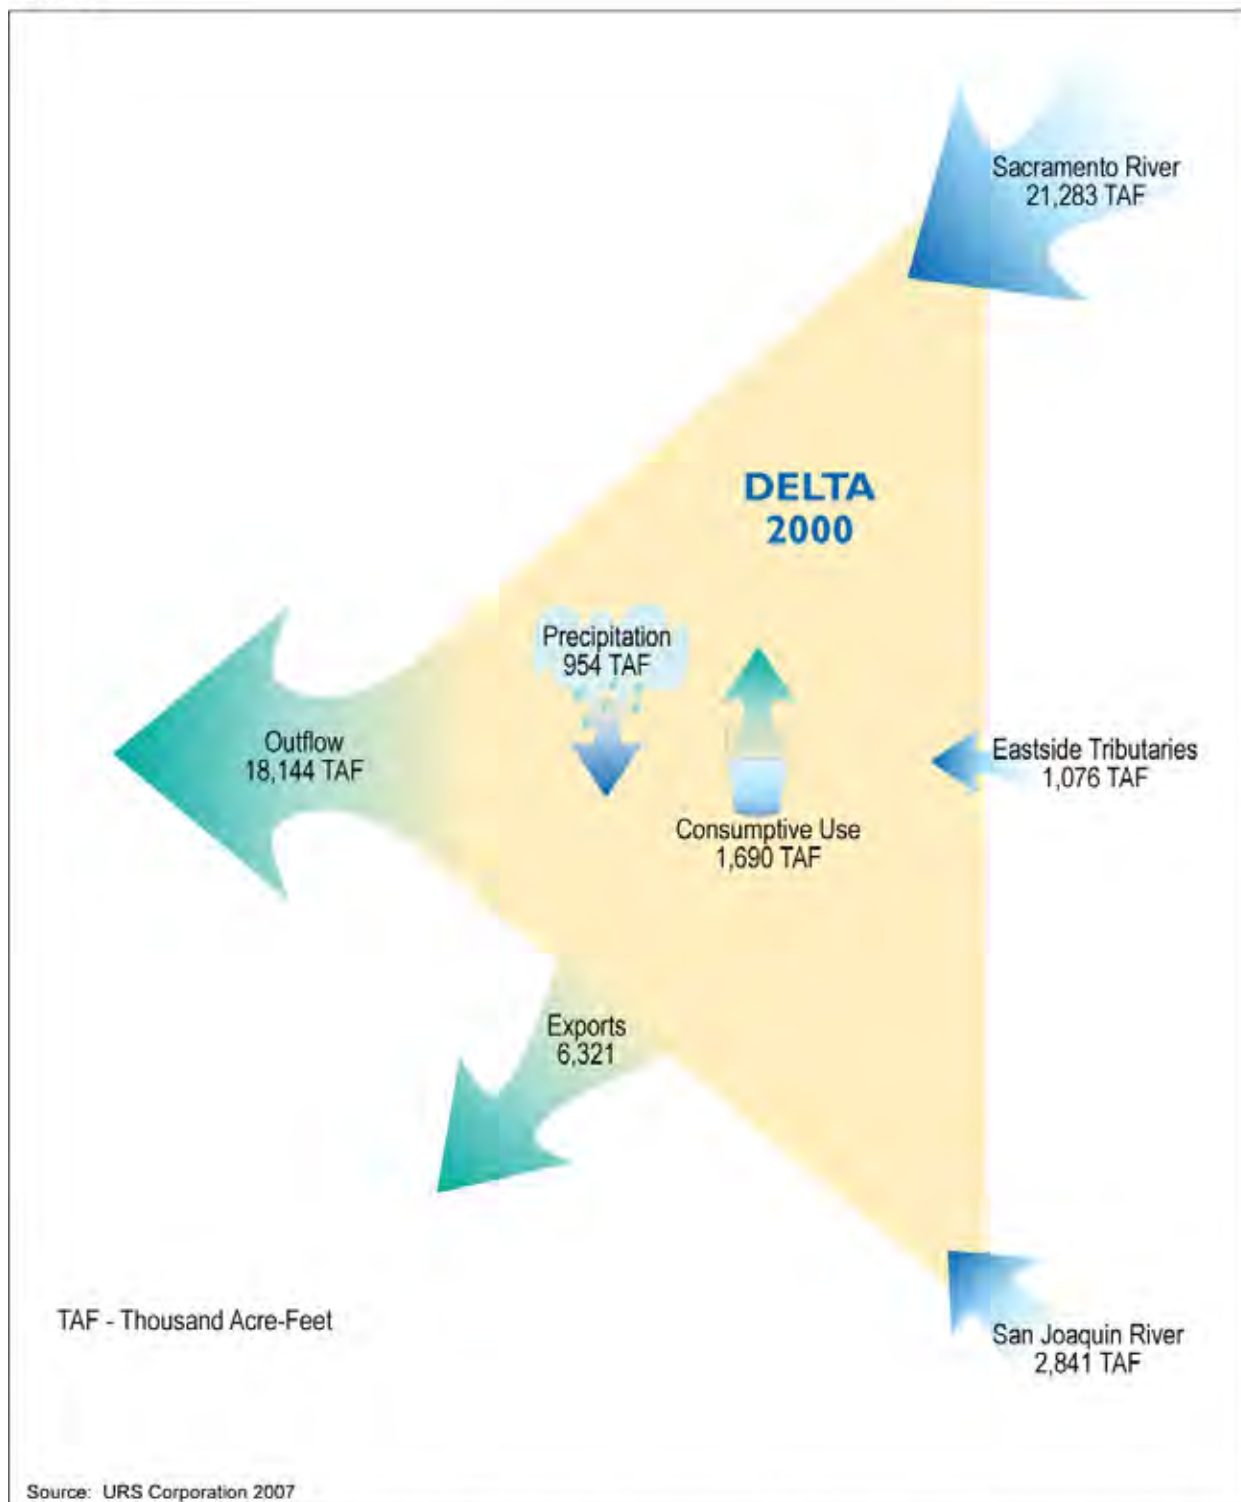 Sacramento River
21,283 TAF
DELTA
2000
Precipitation
954 TAF
Outflow
18,144 TAF
Eastside Tributaries
1,076 TAF
Consumptive Use
1,690 TAF
Exports
6,321
TAF - Thousand Acre-Feet
San Joaquin River
2,841 TAF
Source: URS Corporation 2007